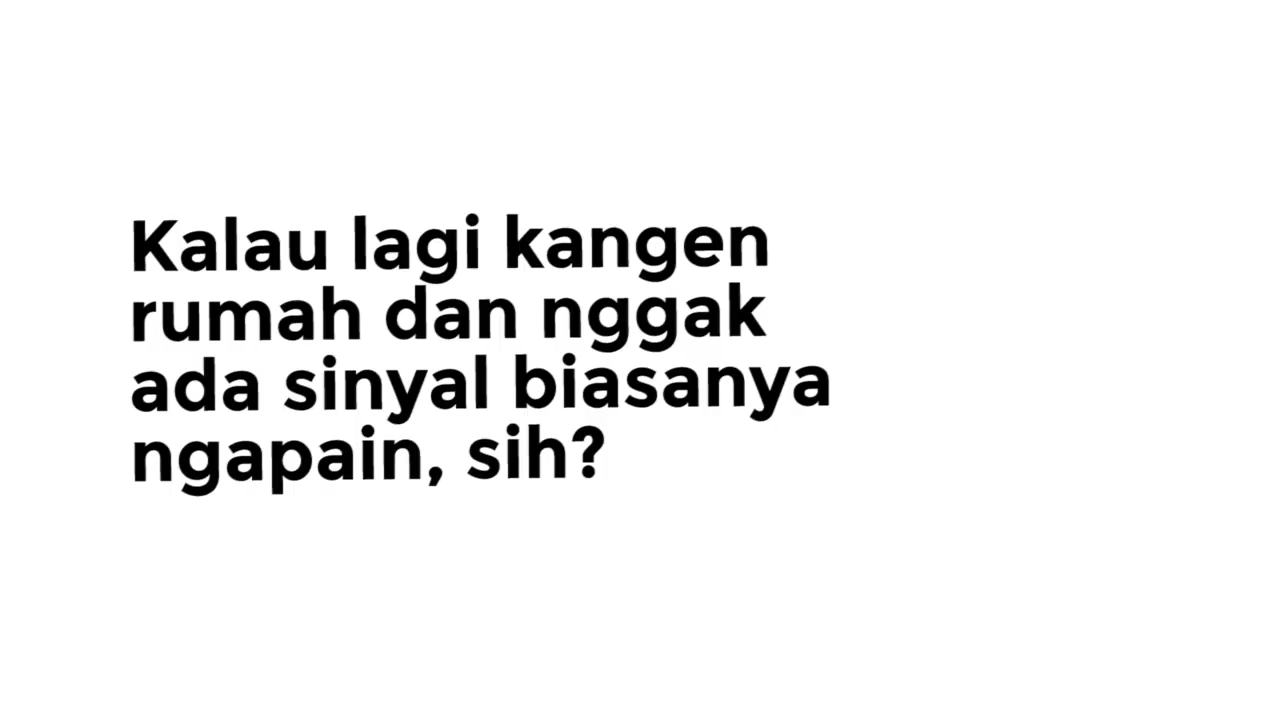 Kalau lagi kangen
rumah dan nggak
ada sinyal biasanya
ngapain, sih?